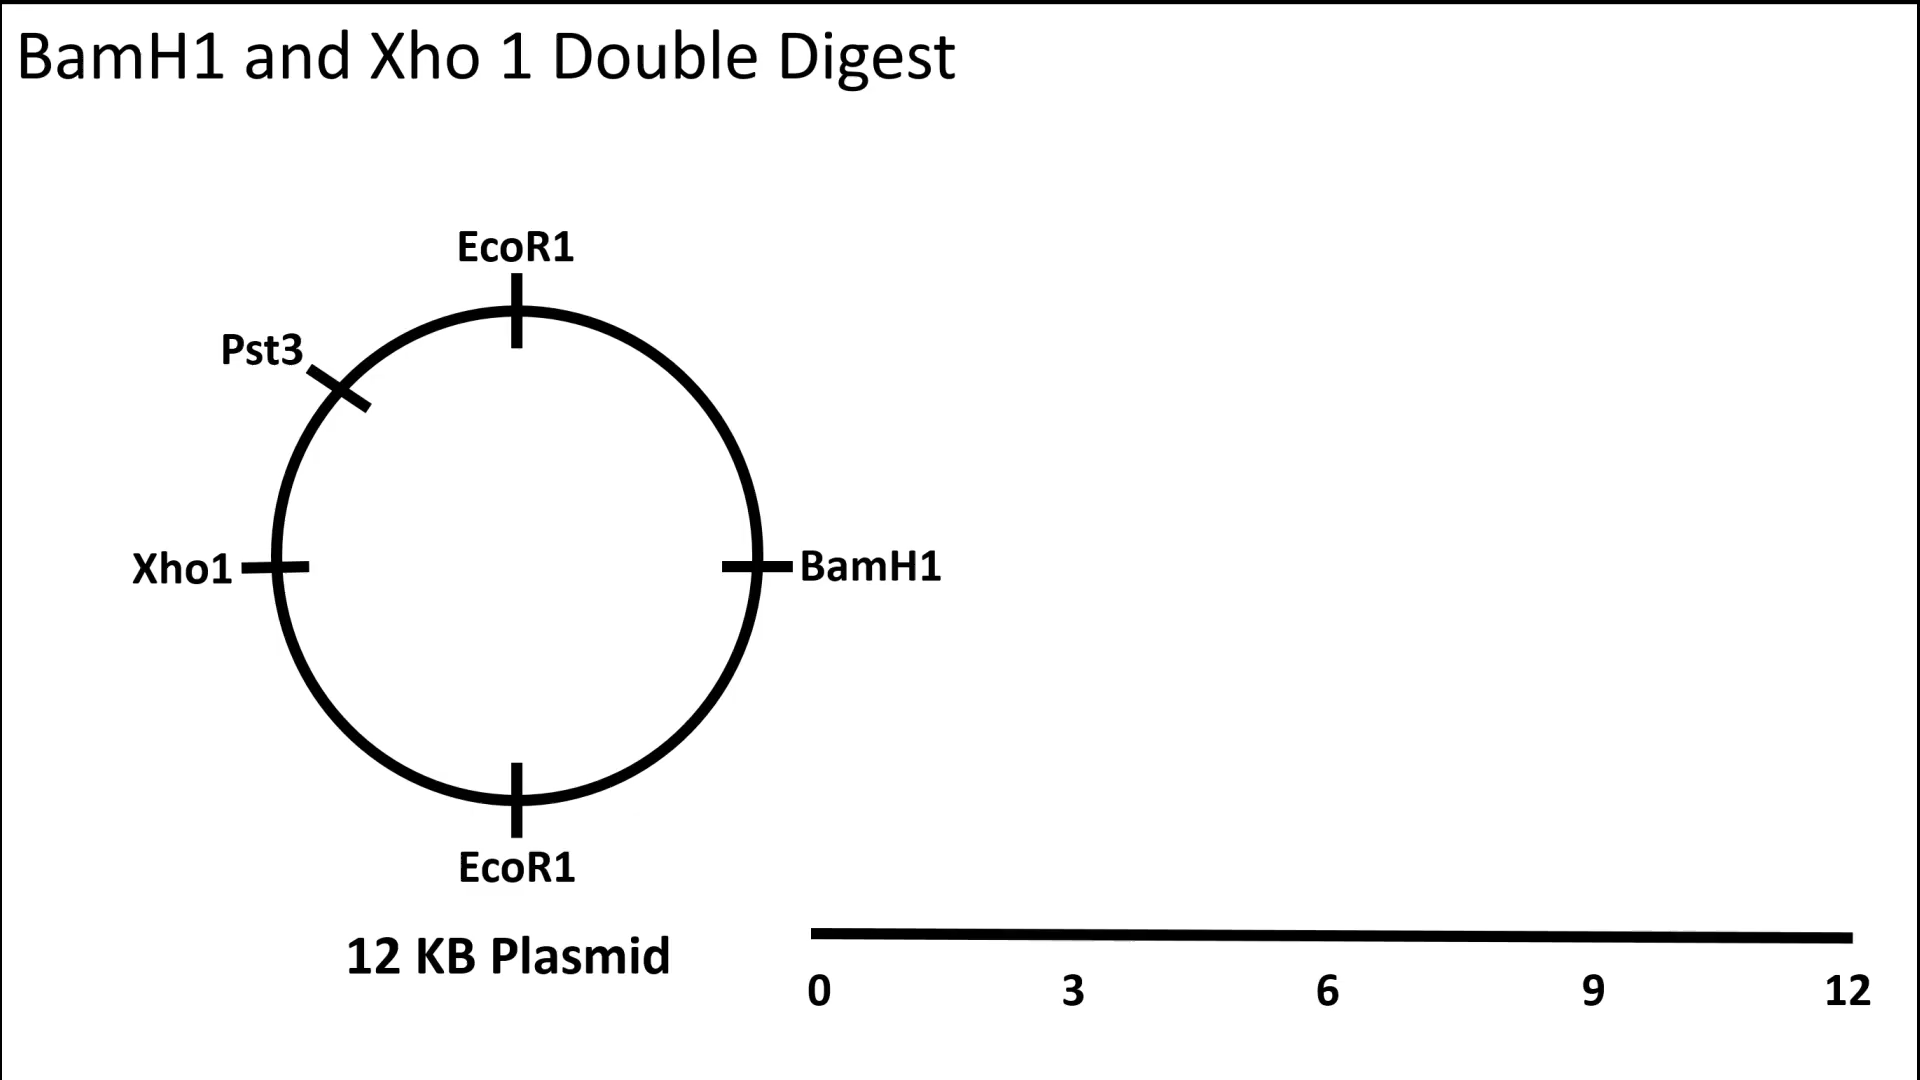 BamH1 and Xho 1 Double Digest
EcoR1
Pst3
Xho1
BamH1
EcoR1
12 KB Plasmid
0 3 6 9 12